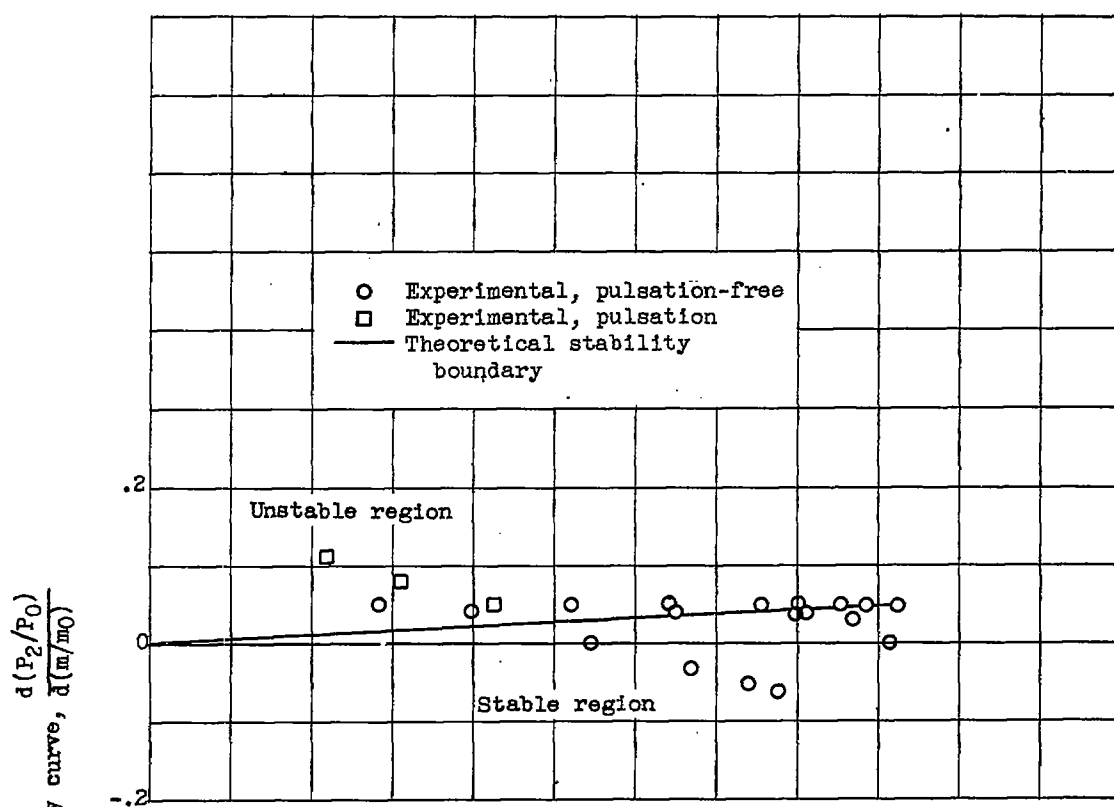 Experimental, pulsation-free
Experimental, pulsation
Theoretical stability
boundary
.2
Unstable region
0
Stable region
-.2
curve, d(P2/P0)
d(m/m0)